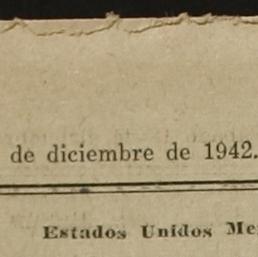 de diciembre de 1942.
Estados Unidos Me